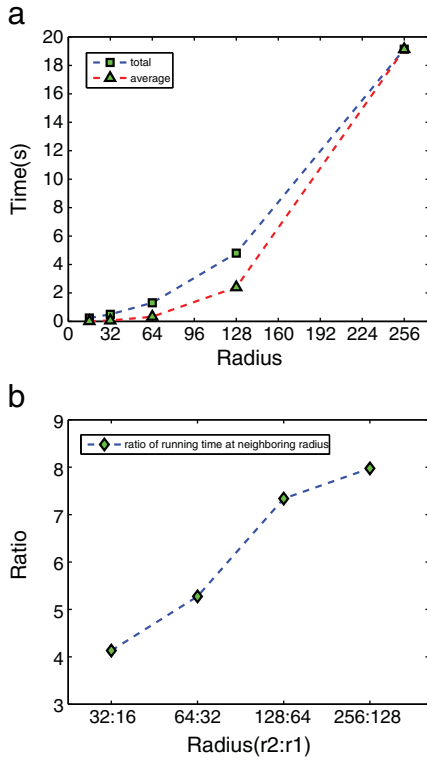 a
20
18
16
14
12
10
8
6
4
2
0
Time(s)
total
average
0 32 64 96 128 160 192 224 256
Radius
b
9
8
7
6
5
4
3
Ratio
ratio of running time at neighboring radius
32:16 64:32 128:64 256:128
Radius(r2:r1)